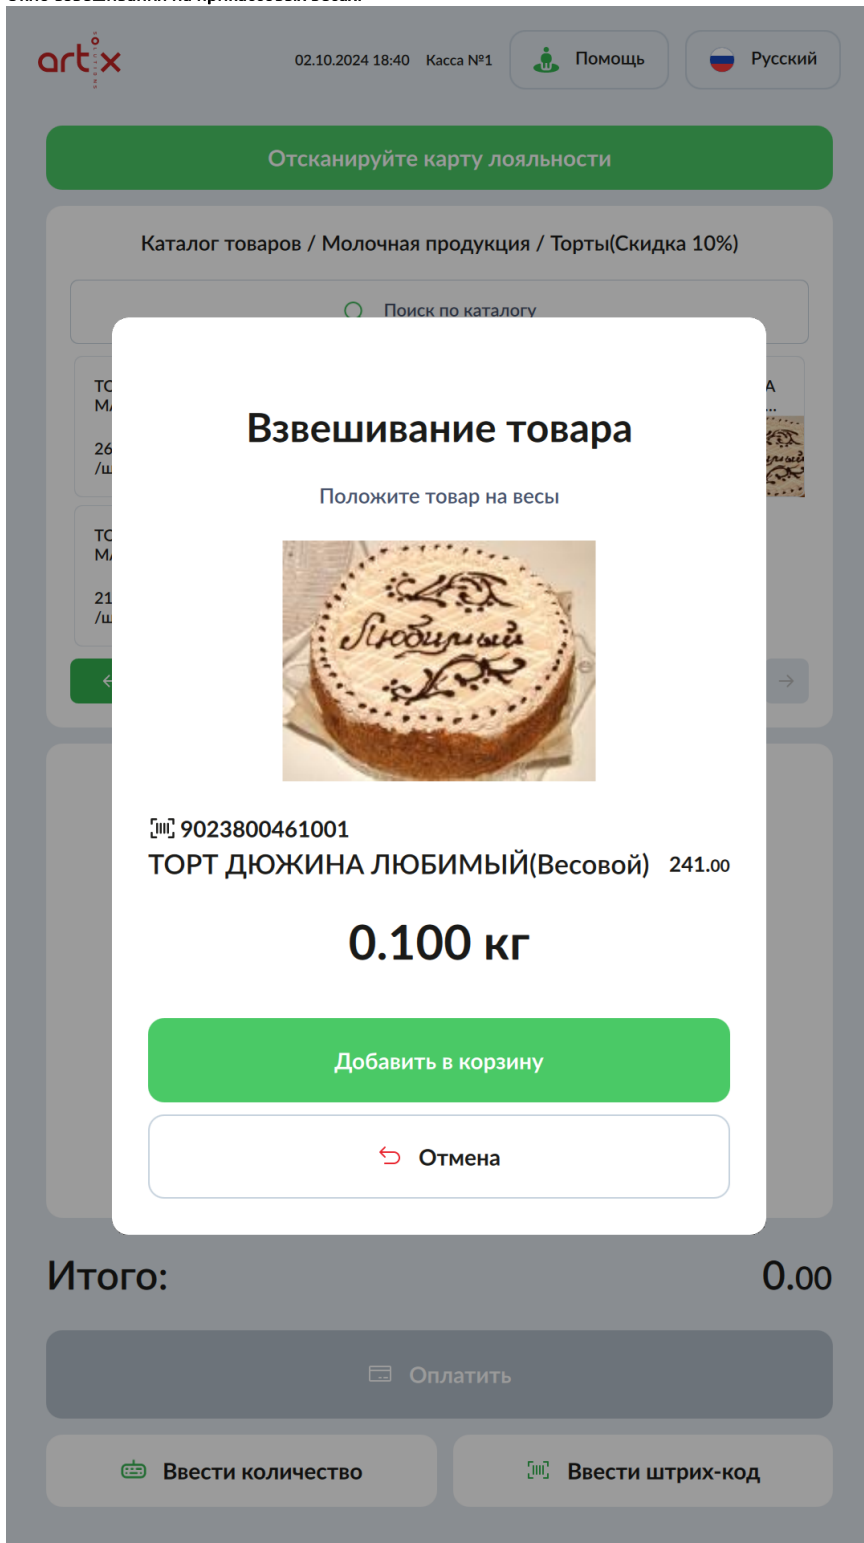 artix
SOLUTIONS
02.10.2024 18:40 Касса №1 Помощь Русский
Отсканируйте карту лояльности
Каталог товаров / Молочная продукция / Торты(Скидка 10%)
Поиск по каталогу
Взвешивание товара
Положите товар на весы
Любимый
9023800461001
ТОРТ ДЮЖИНА ЛЮБИМЫЙ(Весовой) 241.00
0.100 кг
Добавить в корзину
Отмена
Итого: 0.00
Оплатить
Ввести количество Ввести штрих-код